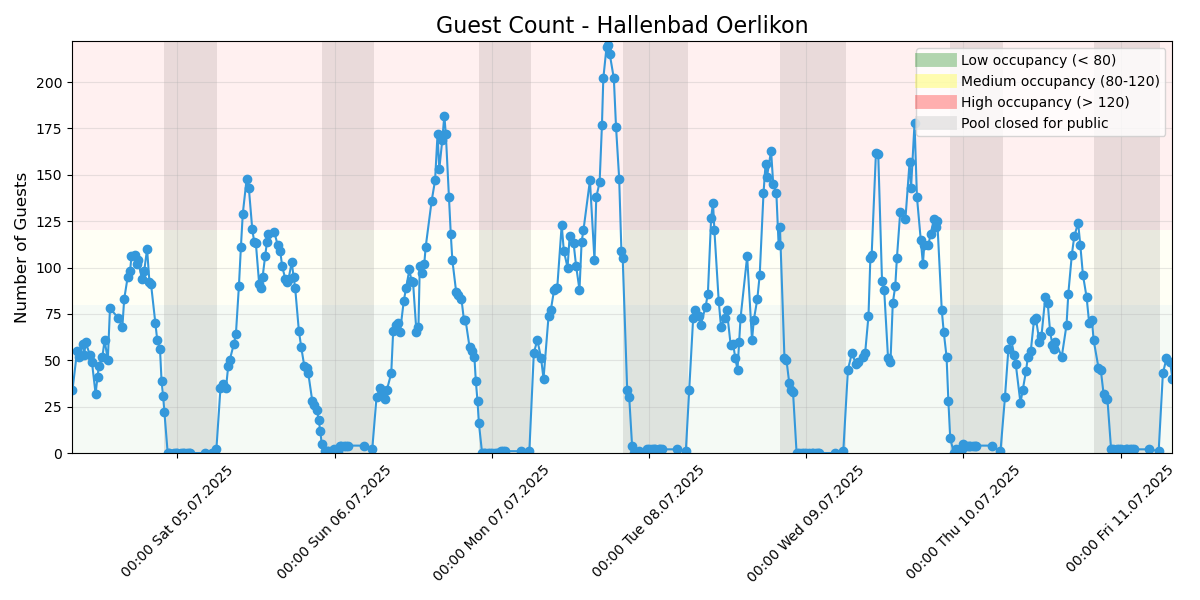 Guest Count - Hallenbad Oerlikon
Number of Guests
200
175
150
125
100
75
50
25
0
Low occupancy (< 80)
Medium occupancy (80-120)
High occupancy (> 120)
Pool closed for public
00:00 Sat 05.07.2025
00:00 Sun 06.07.2025
00:00 Mon 07.07.2025
00:00 Tue 08.07.2025
00:00 Wed 09.07.2025
00:00 Thu 10.07.2025
00:00 Fri 11.07.2025